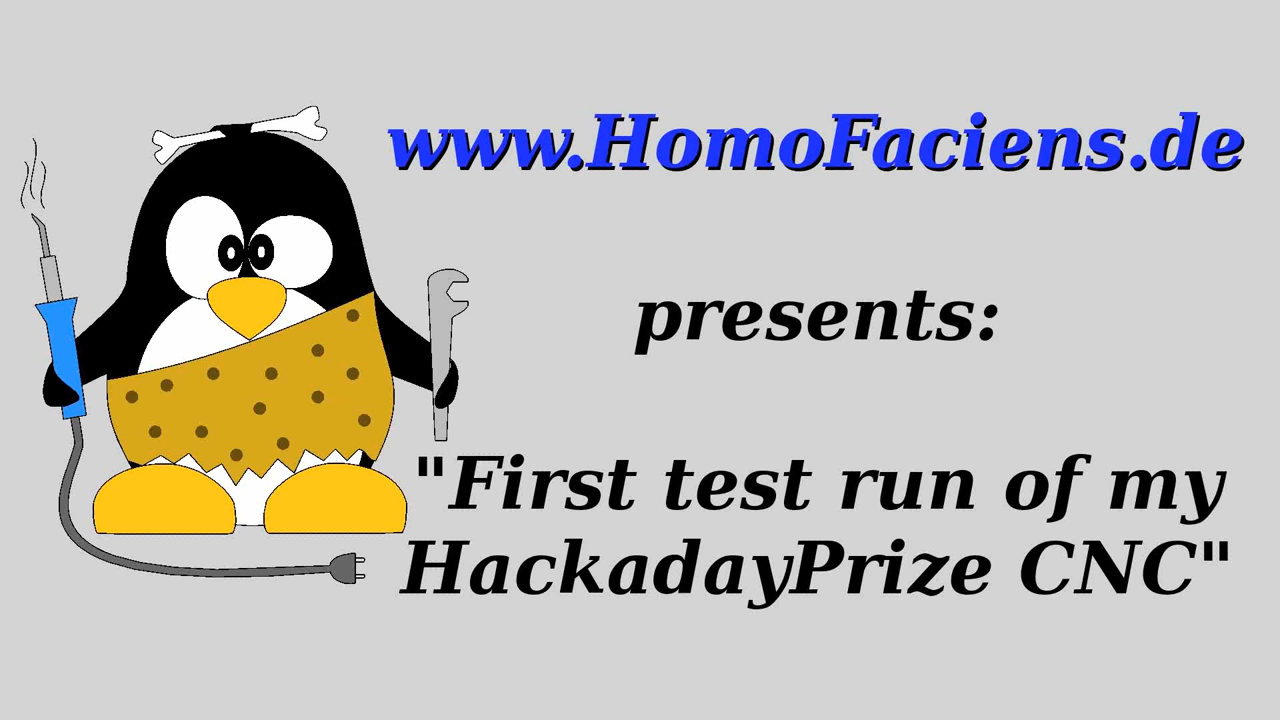 www.HomoFaciens.de
presents:
"First test run of my
HackadayPrize CNC"